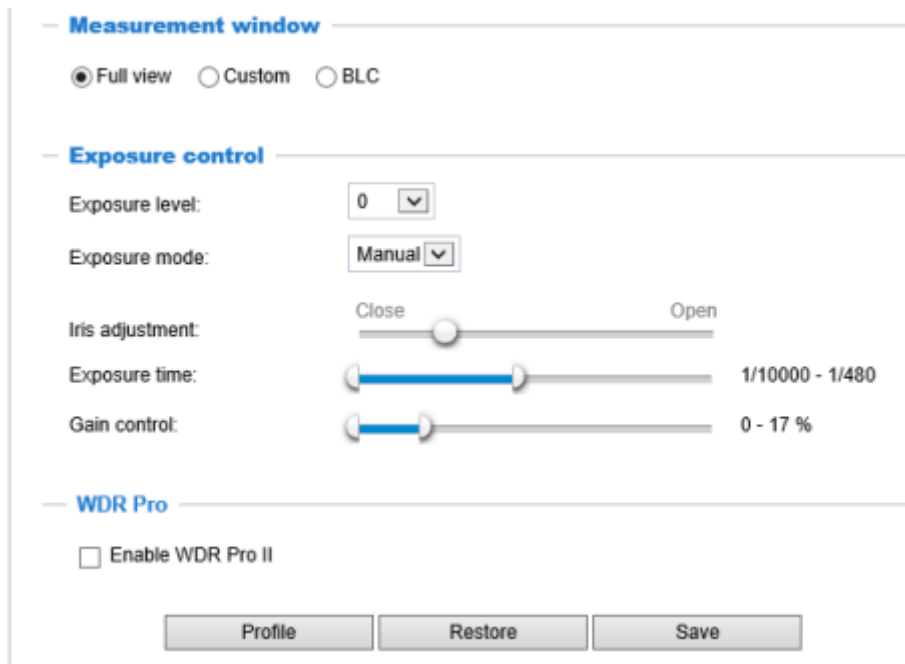 Measurement window
Full view Custom BLC
Exposure control
Exposure level: 0
Exposure mode: Manual
Close Open
Iris adjustment:
Exposure time: 1/10000 - 1/480
Gain control: 0 - 17 %
WDR Pro
Enable WDR Pro II
Profile Restore Save